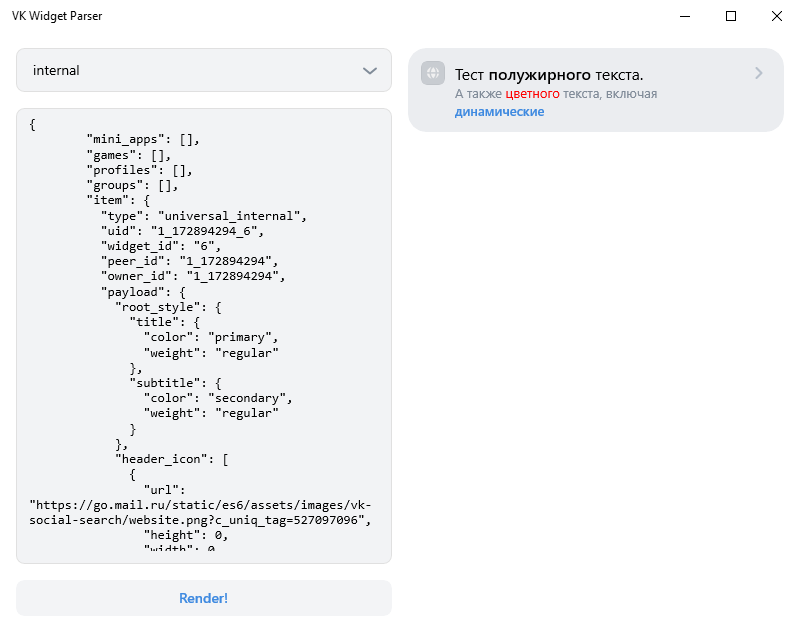 VK Widget Parser
internal
{
"mini_apps": [],
"games": [],
"profiles": [],
"groups": [],
"item": {
"type": "universal_internal",
"uid": "1_172894294_6",
"widget_id": "6",
"peer_id": "1_172894294",
"owner_id": "1_172894294",
"payload": {
"root_style": {
"title": {
"color": "primary",
"weight": "regular"
},
"subtitle": {
"color": "secondary",
"weight": "regular"
}
},
"header_icon": [
{
"url":
"https://go.mail.ru/static/es6/assets/images/vk-
social-search/website.png?c_uniq_tag=527097096",
"height": 0,
"width": 0
Render!
Тест полужирного текста.
А также цветного текста, включая
динамические